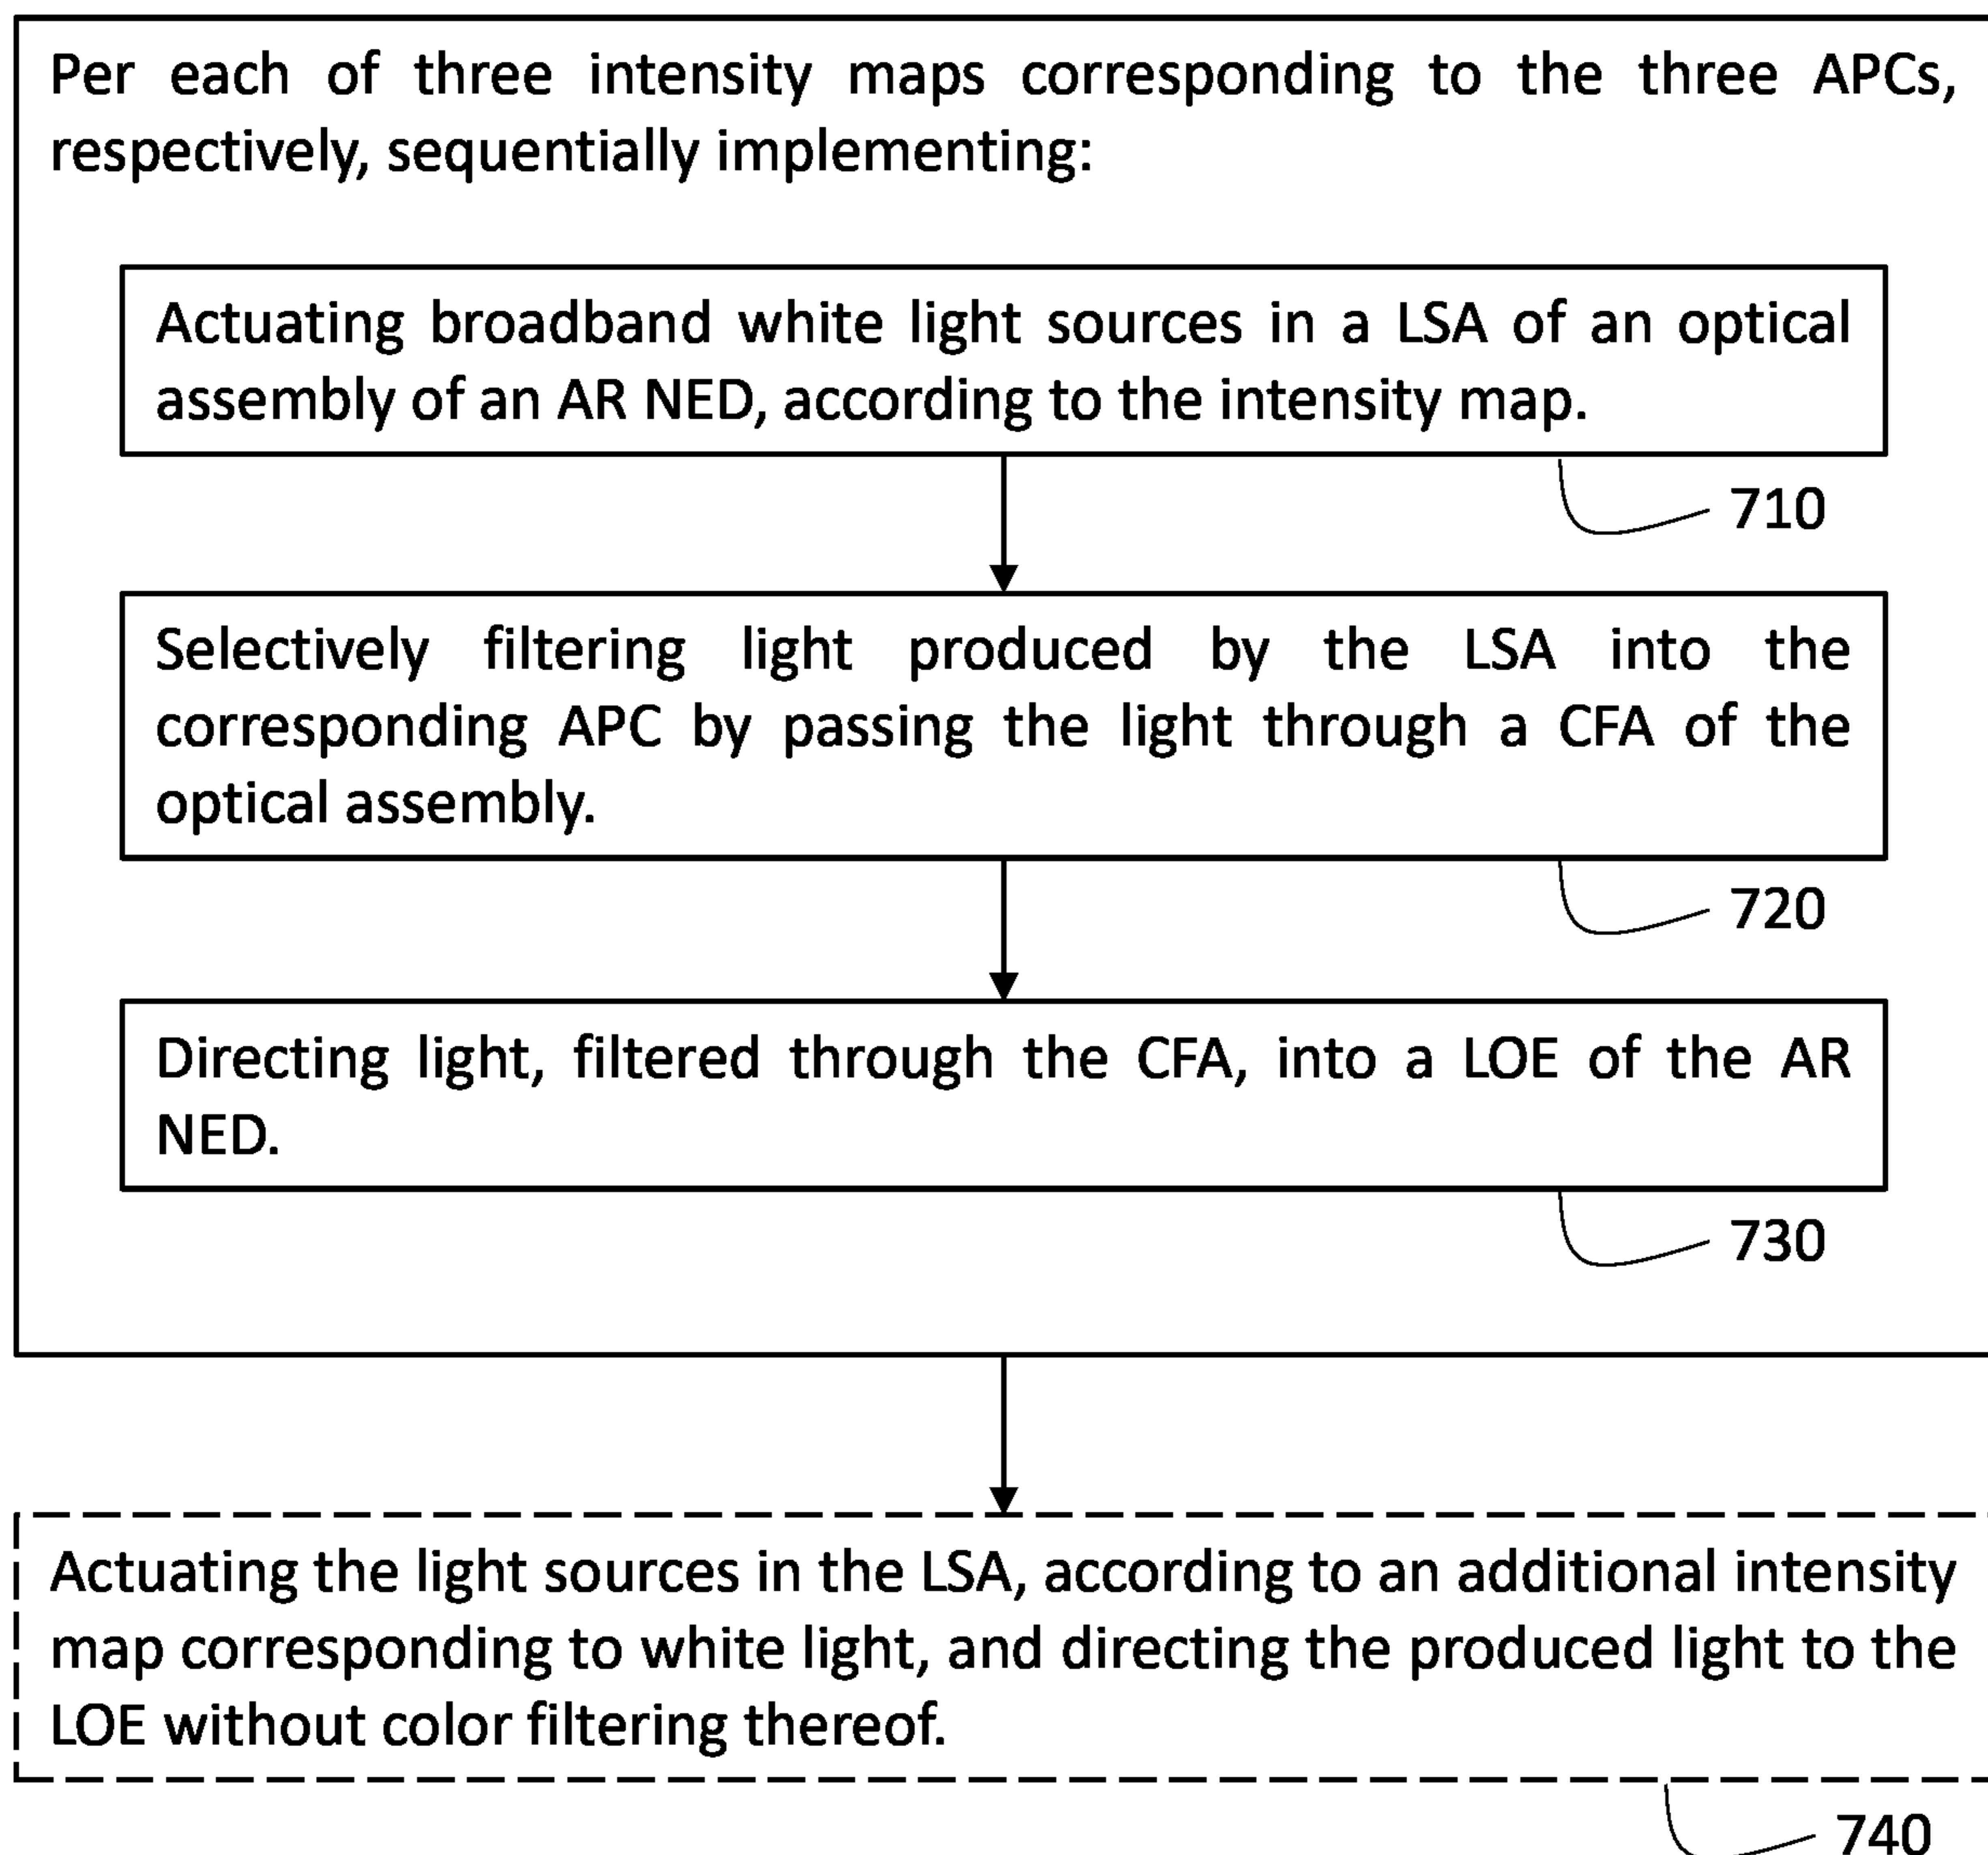 Per each of three intensity maps corresponding to the three APCs,
respectively, sequentially implementing:
Actuating broadband white light sources in a LSA of an optical
assembly of an AR NED, according to the intensity map.
710
Selectively filtering light produced by the LSA into the
corresponding APC by passing the light through a CFA of the
optical assembly.
720
Directing light, filtered through the CFA, into a LOE of the AR
NED.
730
Actuating the light sources in the LSA, according to an additional intensity
map corresponding to white light, and directing the produced light to the
LOE without color filtering thereof.
740